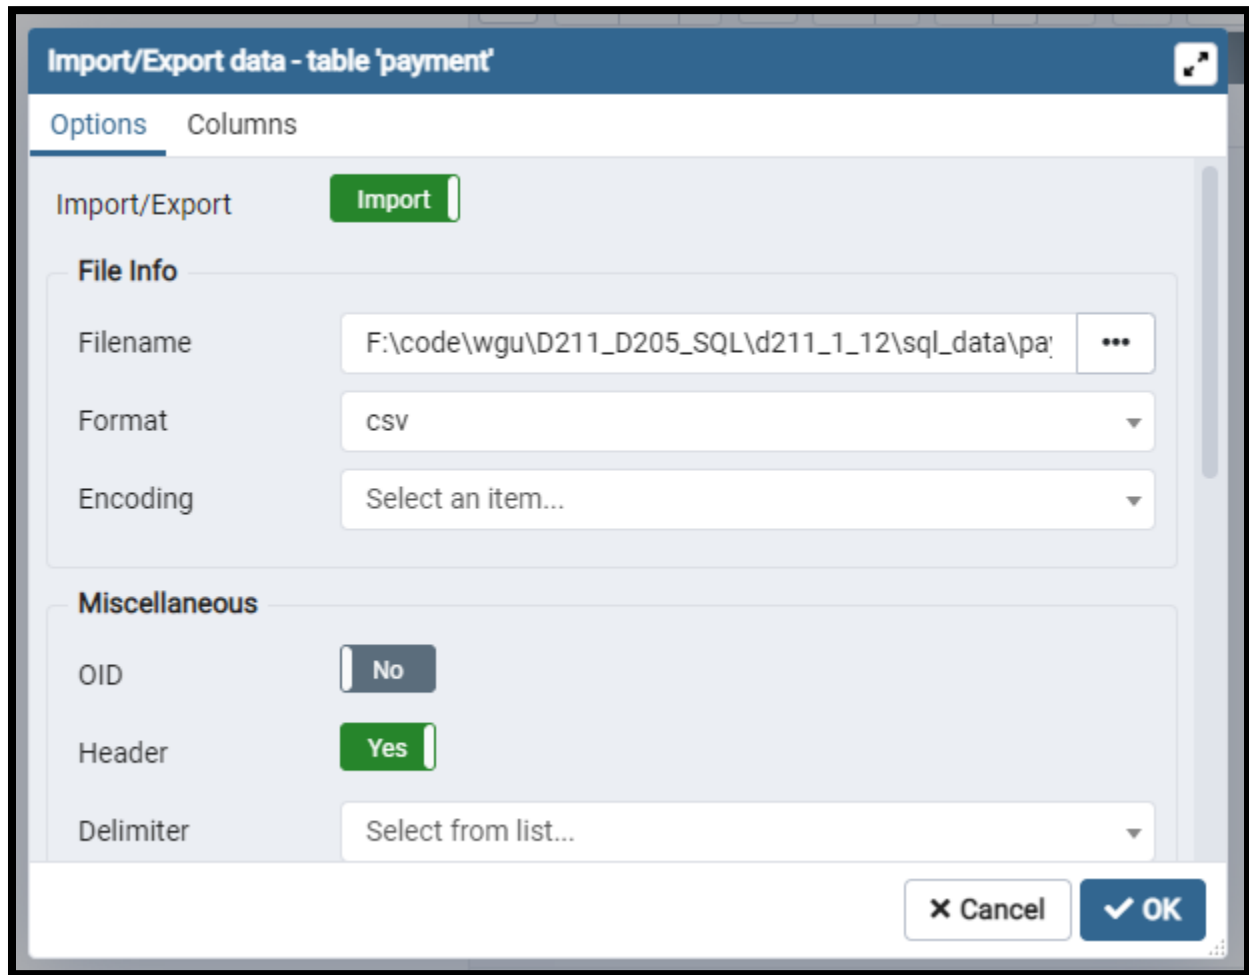 Import/Export data - table 'payment'
Options Columns
Import/Export Import
File Info
Filename F:\code\wgu\D211_D205_SQL\d211_1_12\sql_data\pay
Format csv
Encoding Select an item...
Miscellaneous
OID No
Header Yes
Delimiter Select from list...
Cancel OK